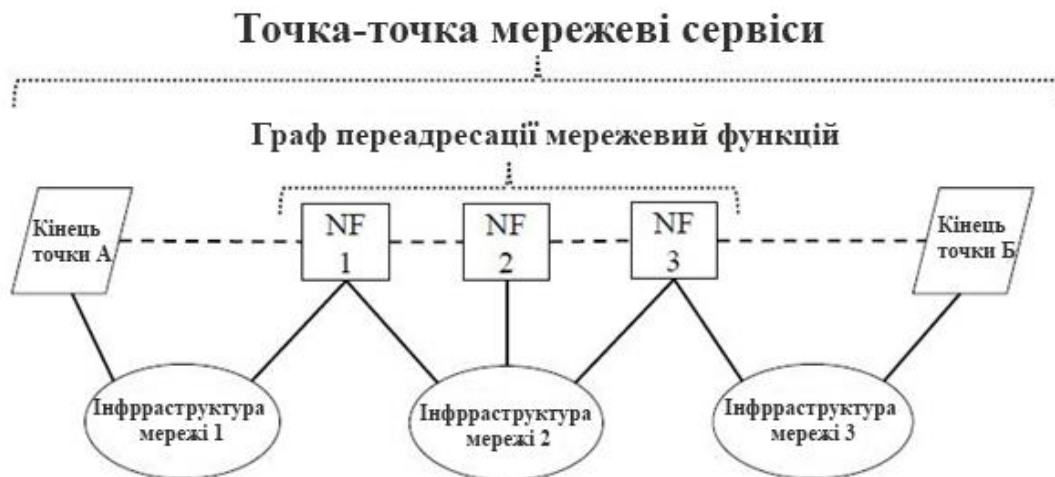 Точка-точка мережеві сервіси
Граф переадресації мережевий функцій
Кінець
точки А
NF
1
NF
2
NF
3
Кінець
точки Б
Інфрраструктура
мережі 1
Інфрраструктура
мережі 2
Інфрраструктура
мережі 3